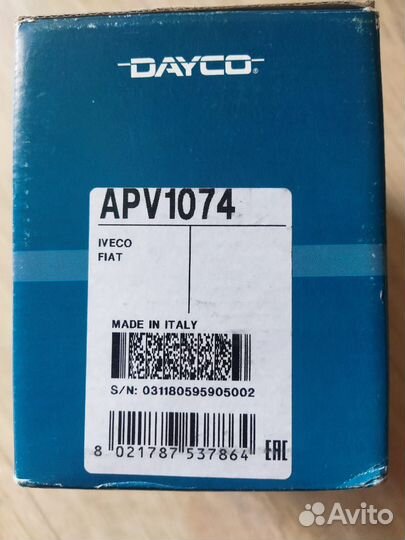 DAYCO®
APV1074
IVECO
FIAT
MADE IN ITALY
S/N: 031180595905002
8 021787 537864
EAC
Avito